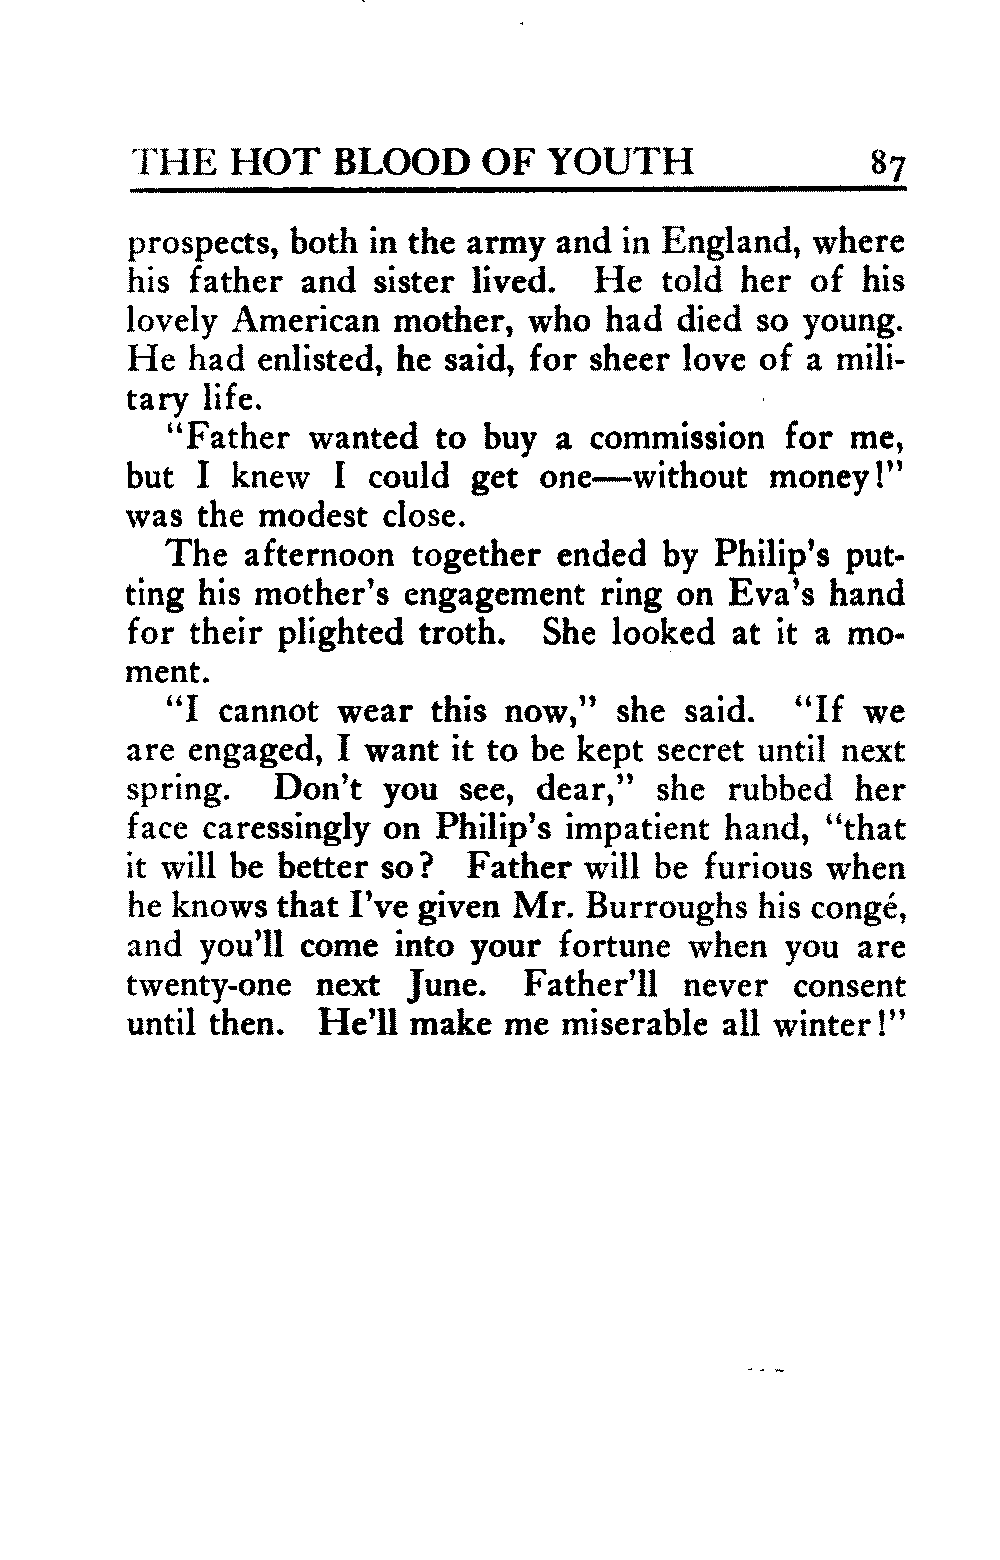 THE HOT BLOOD OF YOUTH 87
prospects, both in the army and in England, where
his father and sister lived. He told her of his
lovely American mother, who had died so young.
He had enlisted, he said, for sheer love of a mili-
tary life.
"Father wanted to buy a commission for me,
but I knew I could get one—without money!"
was the modest close.
The afternoon together ended by Philip's put-
ting his mother's engagement ring on Eva's hand
for their plighted troth. She looked at it a mo-
ment.
"I cannot wear this now," she said. "If we
are engaged, I want it to be kept secret until next
spring. Don't you see, dear," she rubbed her
face caressingly on Philip's impatient hand, "that
it will be better so? Father will be furious when
he knows that I've given Mr. Burroughs his congé,
and you'll come into your fortune when you are
twenty-one next June. Father'll never consent
until then. He'll make me miserable all winter!"